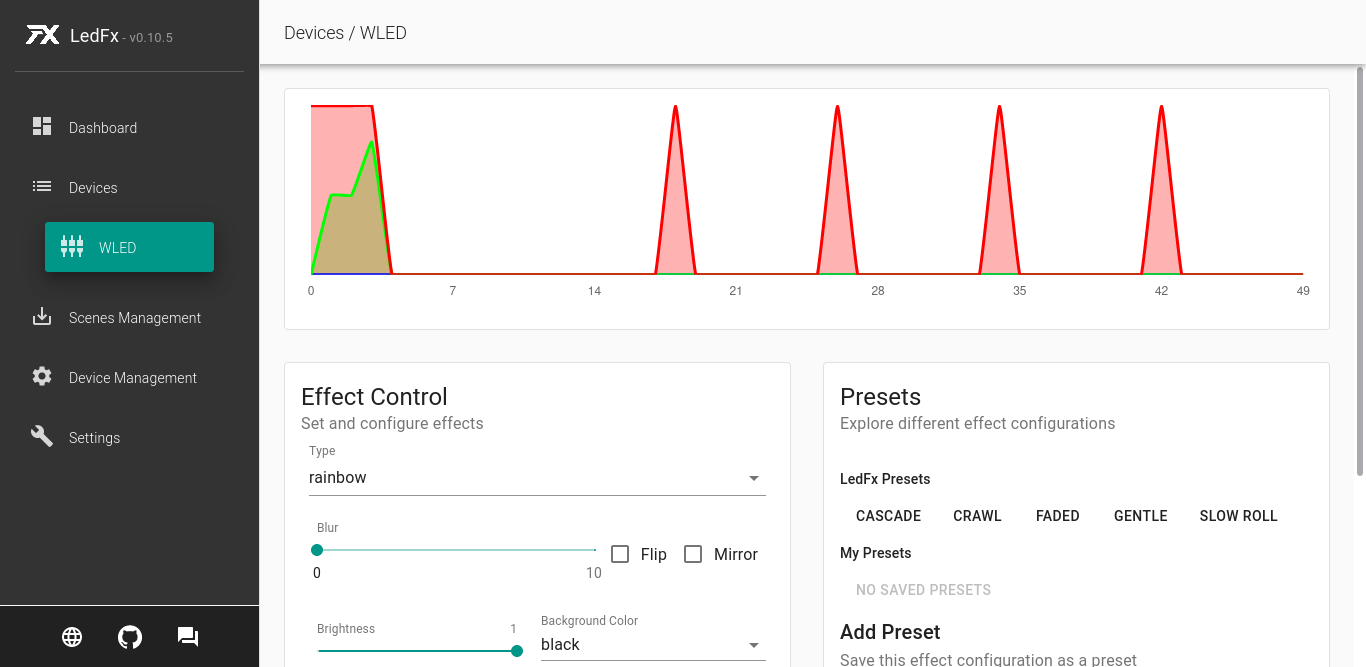 LedFx - v0.10.5
Dashboard
Devices
WLED
Scenes Management
Device Management
Settings
Devices / WLED
0 7 14 21 28 35 42 49
Effect Control
Set and configure effects
Type
rainbow
Blur
Flip Mirror
0 10
Brightness 1
Background Color
black
Presets
Explore different effect configurations
LedFx Presets
CASCADE CRAWL FADED GENTLE SLOW ROLL
My Presets
NO SAVED PRESETS
Add Preset
Save this effect configuration as a preset